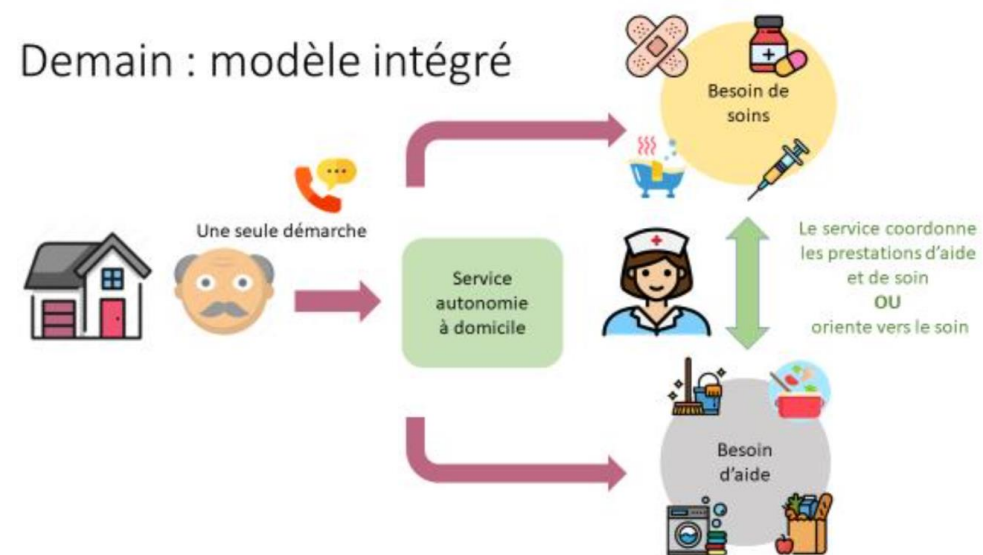 Demain : modèle intégré
Besoin de
soins
Une seule démarche
Service
autonomie
à domicile
Le service coordonne
les prestations d’aide
et de soin
OU
oriente vers le soin
Besoin
d’aide